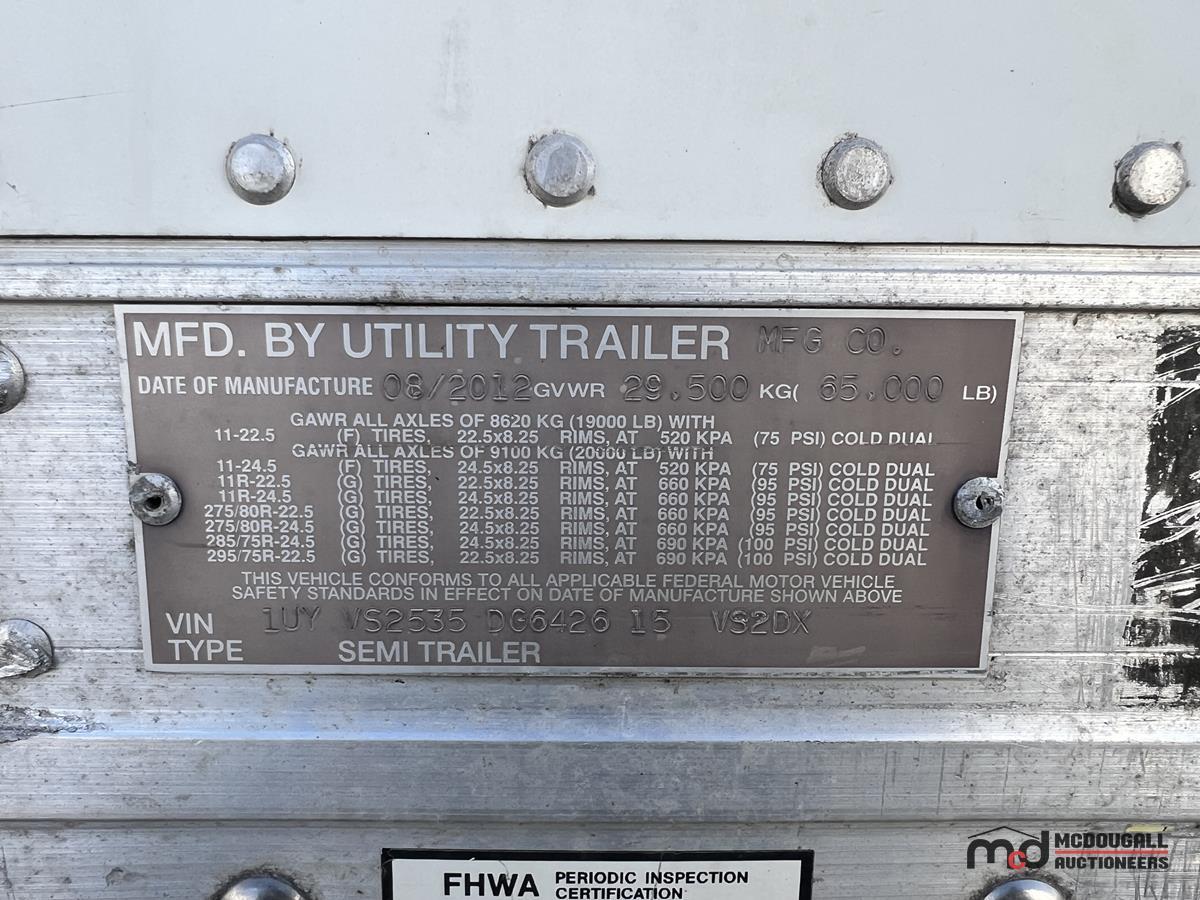 MFD. BY UTILITY TRAILER MFG CO.
DATE OF MANUFACTURE 08/2012 GVWR 29.500 KG( 65.000 LB)
GAWR ALL AXLES OF 8620 KG (19000 LB) WITH
11-22.5 (F) TIRES, 22.5x8.25 RIMS, AT 520 KPA (75 PSI) COLD DUAL
GAWR ALL AXLES OF 9100 KG (20000 LB) WITH
11-24.5 (F) TIRES, 24.5x8.25 RIMS, AT 520 KPA (75 PSI) COLD DUAL
11R-22.5 (G) TIRES, 22.5x8.25 RIMS, AT 660 KPA (95 PSI) COLD DUAL
11R-24.5 (G) TIRES, 24.5x8.25 RIMS, AT 660 KPA (95 PSI) COLD DUAL
275/80R-22.5 (G) TIRES, 22.5x8.25 RIMS, AT 660 KPA (95 PSI) COLD DUAL
275/80R-24.5 (G) TIRES, 24.5x8.25 RIMS, AT 660 KPA (95 PSI) COLD DUAL
285/75R-24.5 (G) TIRES, 24.5x8.25 RIMS, AT 690 KPA (100 PSI) COLD DUAL
295/75R-22.5 (G) TIRES, 22.5x8.25 RIMS, AT 690 KPA (100 PSI) COLD DUAL
THIS VEHICLE CONFORMS TO ALL APPLICABLE FEDERAL MOTOR VEHICLE
SAFETY STANDARDS IN EFFECT ON DATE OF MANUFACTURE SHOWN ABOVE
VIN 1UY VS2535 DG6426 15 VS2DX
TYPE SEMI TRAILER
FHWA PERIODIC INSPECTION
CERTIFICATION
mcd MCDOUGALL
AUCTIONEERS